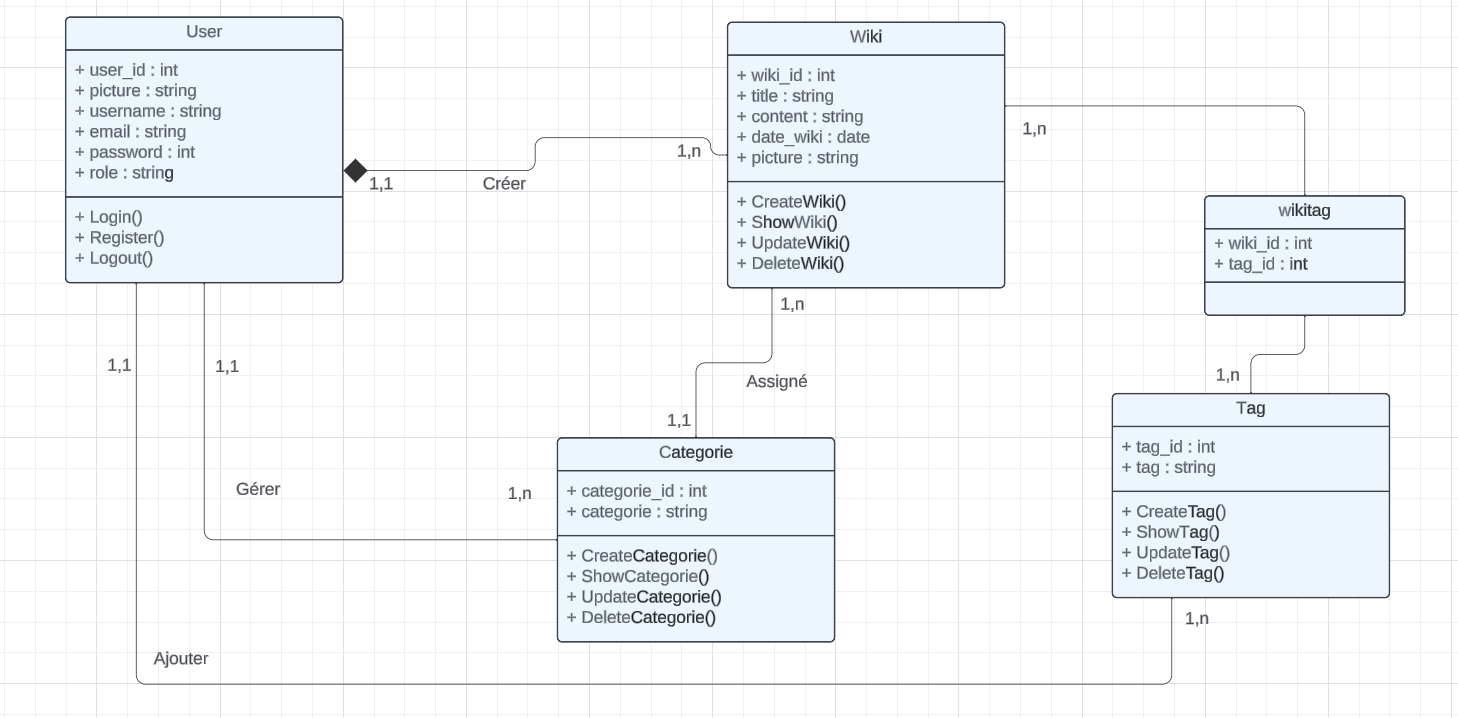 User
+ user_id : int
+ picture : string
+ username : string
+ email : string
+ password : int
+ role : string
+ Login()
+ Register()
+ Logout()
1,1
Créer
1,n
Wiki
+ wiki_id : int
+ title : string
+ content : string
+ date_wiki : date
+ picture : string
+ CreateWiki()
+ ShowWiki()
+ UpdateWiki()
+ DeleteWiki()
1,n
wikitag
+ wiki_id : int
+ tag_id : int
1,n
Assigné
1,1
1,1
1,1
Gérer
1,n
Categorie
+ categorie_id : int
+ categorie : string
+ CreateCategorie()
+ ShowCategorie()
+ UpdateCategorie()
+ DeleteCategorie()
1,n
Tag
+ tag_id : int
+ tag : string
+ CreateTag()
+ ShowTag()
+ UpdateTag()
+ DeleteTag()
1,n
Ajouter